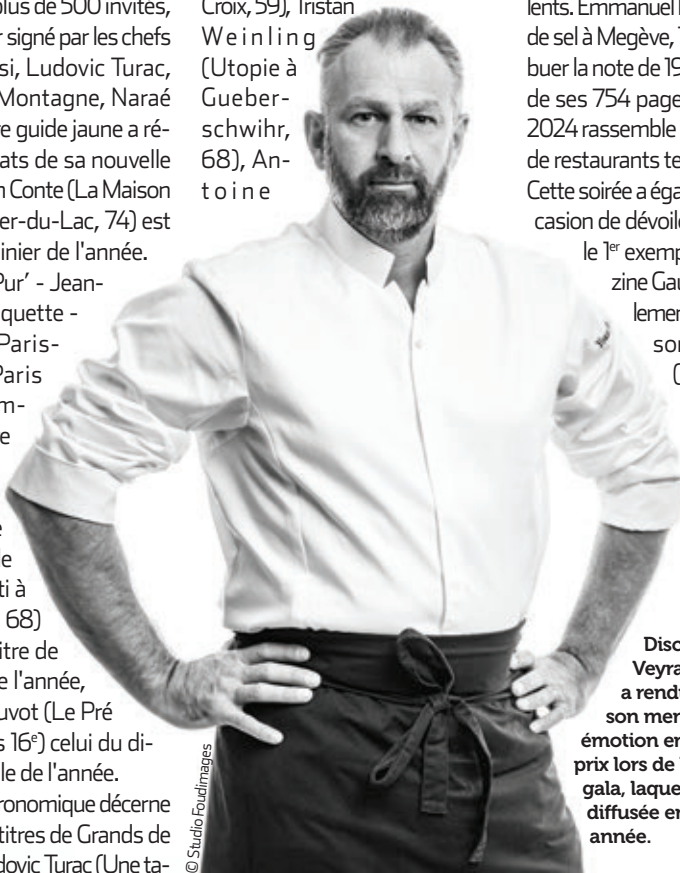 plus de 500 invités,
signé par les chefs
si, Ludovic Turac,
Montagne, Naraé
e guide jaune a ré-
ats de sa nouvelle
Conte (La Maison
er-du-Lac, 74) est
inier de l'année.
Pur’ - Jean-
quette -
Paris-
Paris
m-
e
e
le
ti à
68)
itre de
e l'année,
uvot (Le Pré
s 16e) celui du di-
le de l'année.
ronomique décerne
titres de Grands de
dovic Turac (Une ta-
Croix, 59), Tristan
Weinling
(Utopie à
Gueber-
schwihr,
68), An-
toine
© Studio Foudimages
lents. Emmanuel
de sel à Megève,
buer la note de 19
de ses 754 page
2024 rassemble
de restaurants te
Cette soirée a éga
casion de dévoile
le 1er exemp
zine Gau
lemen
so
(
Disc
Veyra
a rend
son men
émotion en
prix lors de
gala, laque
diffusée en
année.